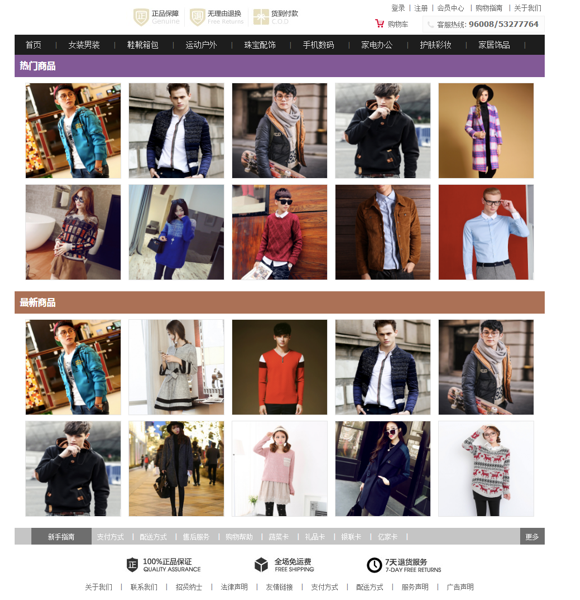 正品保障 无理由退换 货到付款
Genuine Free Returns C.O.D
登录 | 注册 | 会员中心 | 购物指南 | 关于我们
购物车 客服热线: 96008/53277764
首页 | 女装男装 | 鞋靴箱包 | 运动户外 | 珠宝配饰 | 手机数码 | 家电办公 | 护肤彩妆 | 家居饰品 |
热门商品
最新商品
新手指南 支付方式 | 配送方式 | 售后服务 | 购物帮助 | 蔬菜卡 | 礼品卡 | 银联卡 | 亿家卡 | 更多
100%正品保证 全场免运费 7天退货服务
QUALITY ASSURANCE FREE SHIPPING 7-DAY FREE RETURNS
关于我们 | 联系我们 | 招贤纳士 | 法律声明 | 友情链接 | 支付方式 | 配送方式 | 服务声明 | 广告声明